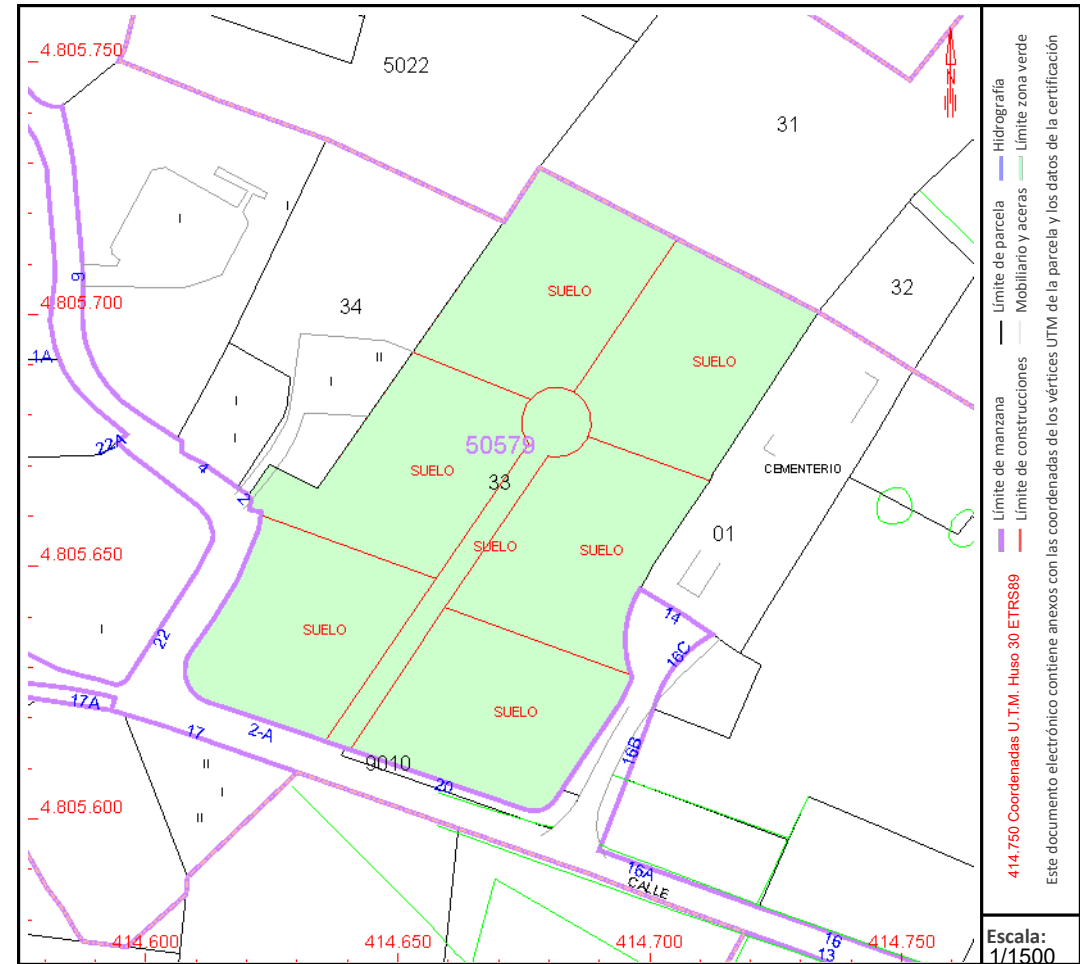 4.805.750
5022
31
I
I
9
4.805.700
34
SUELO
32
1A
II
I
SUELO
I
I
22A
50579
4
SUELO
33
CEMENTERIO
2
01
4.805.650
SUELO
SUELO
14
I
22
SUELO
16C
17A
17
2-A
SUELO
16B
9010
II
I
20
4.805.600
II
16A
CALLE
16
13
414.600
414.650
414.700
414.750
N
414.750 Coordenadas U.T.M. Huso 30 ETRS89
Límite de manzana
Límite de parcela
Hidrografía
Límite de construcciones
Mobiliario y aceras
Límite zona verde
Este documento electrónico contiene anexos con las coordenadas de los vértices UTM de la parcela y los datos de la certificación
Escala:
1/1500